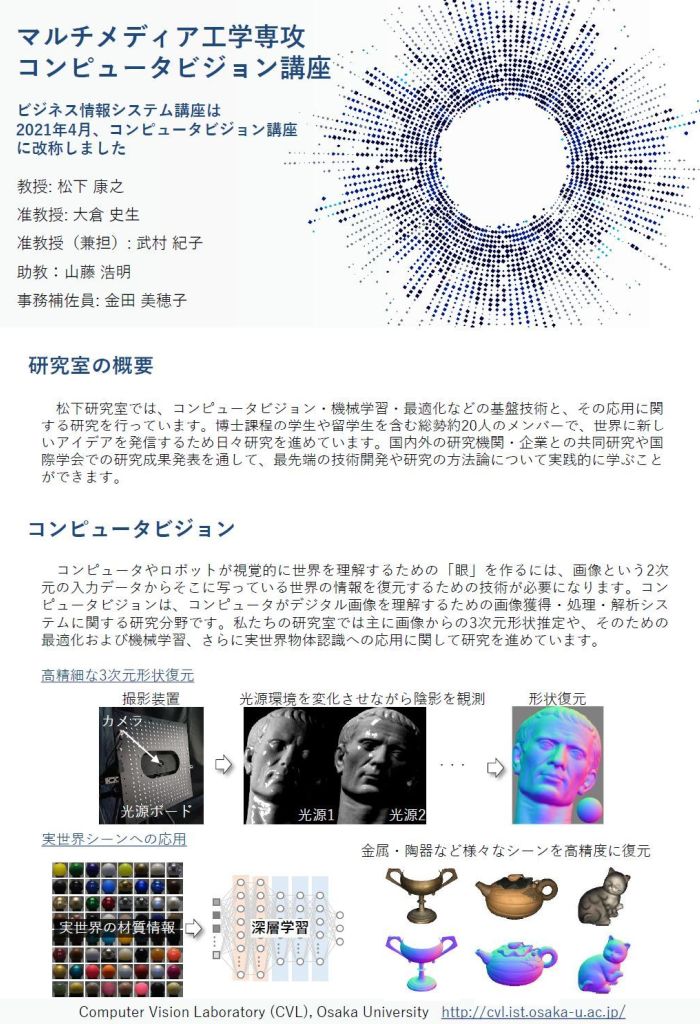 マルチメディア工学専攻
コンピュータビジョン講座
ビジネス情報システム講座は
2021年4月、コンピュータビジョン講座
に改称しました
教授: 松下 康之
准教授: 大倉 史生
准教授（兼担）: 武村 紀子
助教：山藤 浩明
事務補佐員: 金田 美穂子
研究室の概要
松下研究室では、コンピュータビジョン・機械学習・最適化などの基盤技術と、その応用に関
する研究を行っています。博士課程の学生や留学生を含む総勢約20人のメンバーで、世界に新し
いアイデアを発信するため日々研究を進めています。国内外の研究機関・企業との共同研究や国
際学会での研究成果発表を通して、最先端の技術開発や研究の方法論について実践的に学ぶこと
ができます。
コンピュータビジョン
コンピュータやロボットが視覚的に世界を理解するための「眼」を作るには、画像という2次
元の入力データからそこに写っている世界の情報を復元するための技術が必要になります。コン
ピュータビジョンは、コンピュータがデジタル画像を理解するための画像獲得・処理・解析シス
テムに関する研究分野です。私たちの研究室では主に画像からの3次元形状推定や、そのための
最適化および機械学習、さらに実世界物体認識への応用に関して研究を進めています。
高精細な3次元形状復元
撮影装置
光源環境を変化させながら陰影を観測
形状復元
カメラ
光源ボード
光源1
光源2
・・・
実世界シーンへの応用
金属・陶器など様々なシーンを高精度に復元
実世界の材質情報
深層学習
Computer Vision Laboratory (CVL), Osaka University http://cvl.ist.osaka-u.ac.jp/